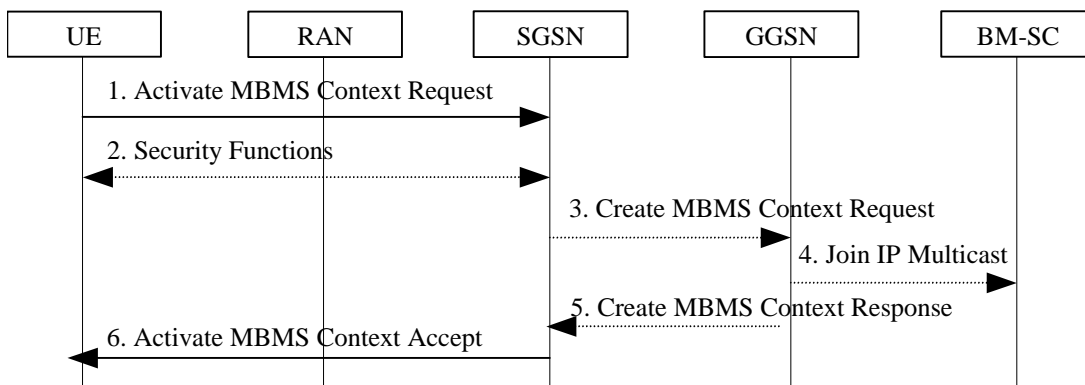 UE RAN SGSN GGSN BM-SC
1. Activate MBMS Context Request
2. Security Functions
3. Create MBMS Context Request
4. Join IP Multicast
5. Create MBMS Context Response
6. Activate MBMS Context Accept